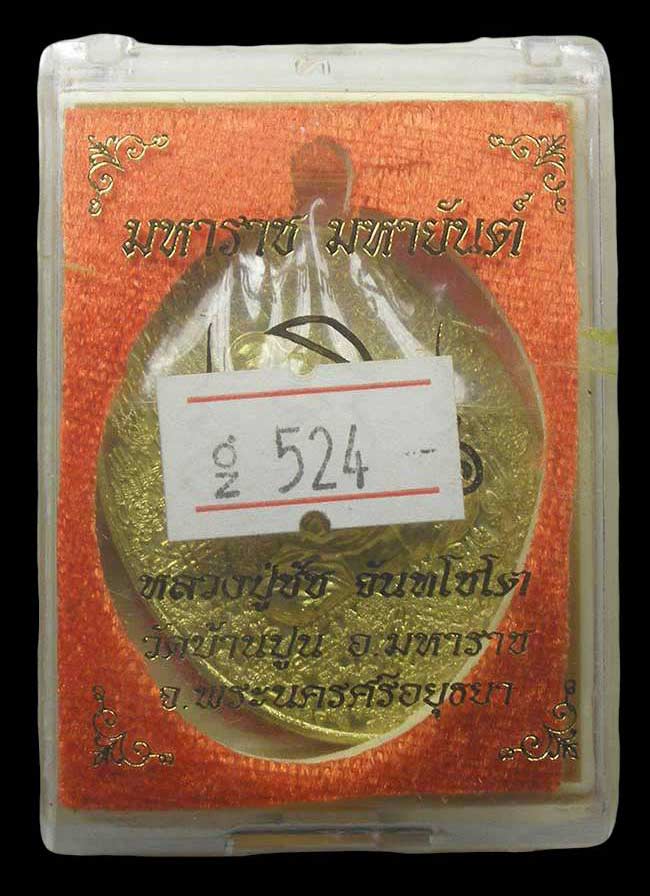 มหาราช มหายันต์
No. 524
หลวงปู่ชัช จันทโชโต
วัดบ้านปูน อ.มหาราช
จ.พระนครศรีอยุธยา